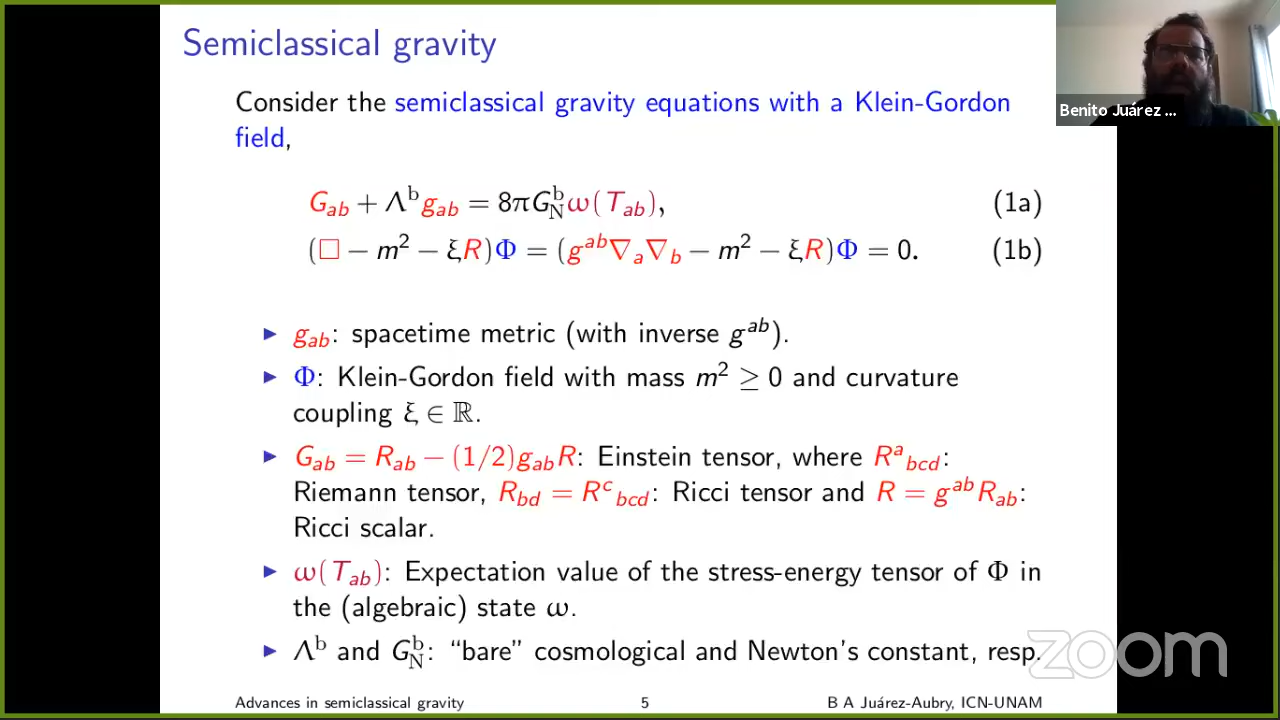 Semiclassical gravity
Benito Juárez ...
Consider the semiclassical gravity equations with a Klein-Gordon
field,
G_{ab} + Λ^b g_{ab} = 8πG_N^b ω(T_{ab}), (1a)
(□ − m² − ξR)Φ = (g^{ab}∇_a∇_b − m² − ξR)Φ = 0. (1b)
▶ g_{ab}: spacetime metric (with inverse g^{ab}).
▶ Φ: Klein-Gordon field with mass m² ≥ 0 and curvature
coupling ξ ∈ ℝ.
▶ G_{ab} = R_{ab} − (1/2)g_{ab}R: Einstein tensor, where R^a_{bcd}:
Riemann tensor, R_{bd} = R^c_{bcd}: Ricci tensor and R = g^{ab}R_{ab}:
Ricci scalar.
▶ ω(T_{ab}): Expectation value of the stress-energy tensor of Φ in
the (algebraic) state ω.
▶ Λ^b and G_N^b: “bare” cosmological and Newton's constant, resp.
zoom
Advances in semiclassical gravity 5 B A Juárez-Aubry, ICN-UNAM